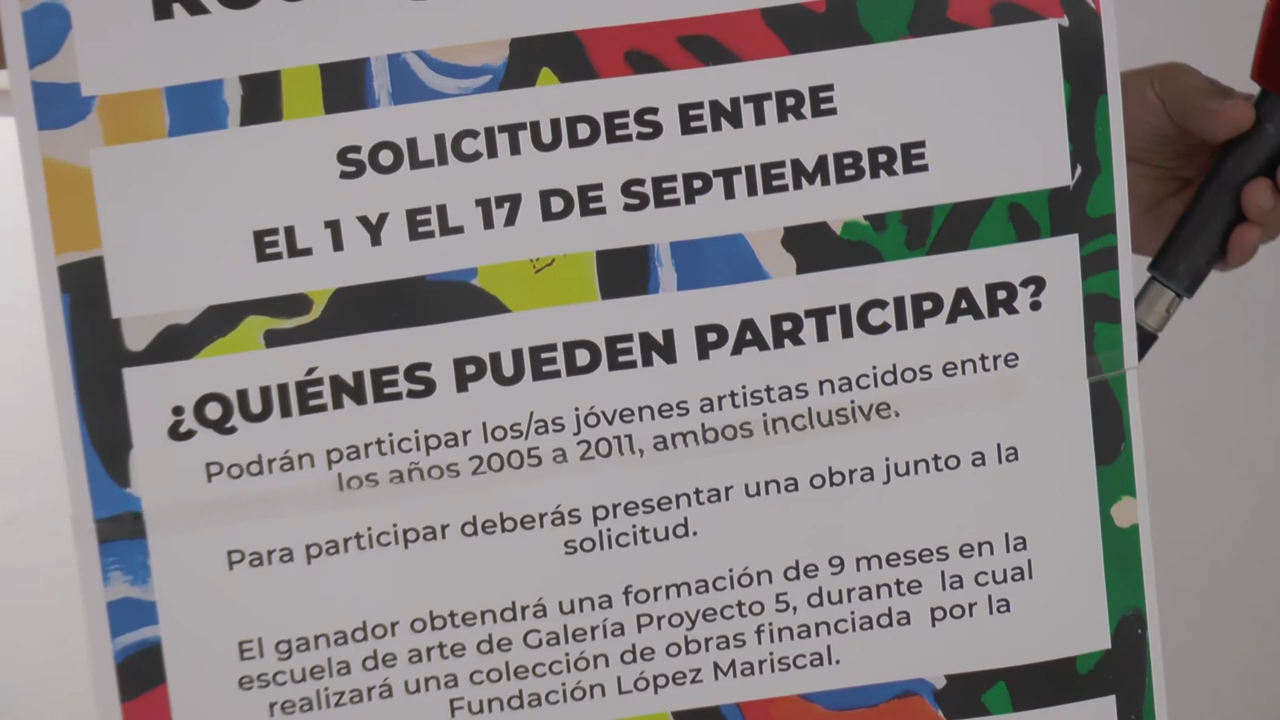 SOLICITUDES ENTRE
EL 1 Y EL 17 DE SEPTIEMBRE
¿QUIÉNES PUEDEN PARTICIPAR?
Podrán participar los/as jóvenes artistas nacidos entre
los años 2005 a 2011, ambos inclusive.
Para participar deberás presentar una obra junto a la
solicitud.
El ganador obtendrá una formación de 9 meses en la
escuela de arte de Galería Proyecto 5, durante la cual
realizará una colección de obras financiada por la
Fundación López Mariscal.